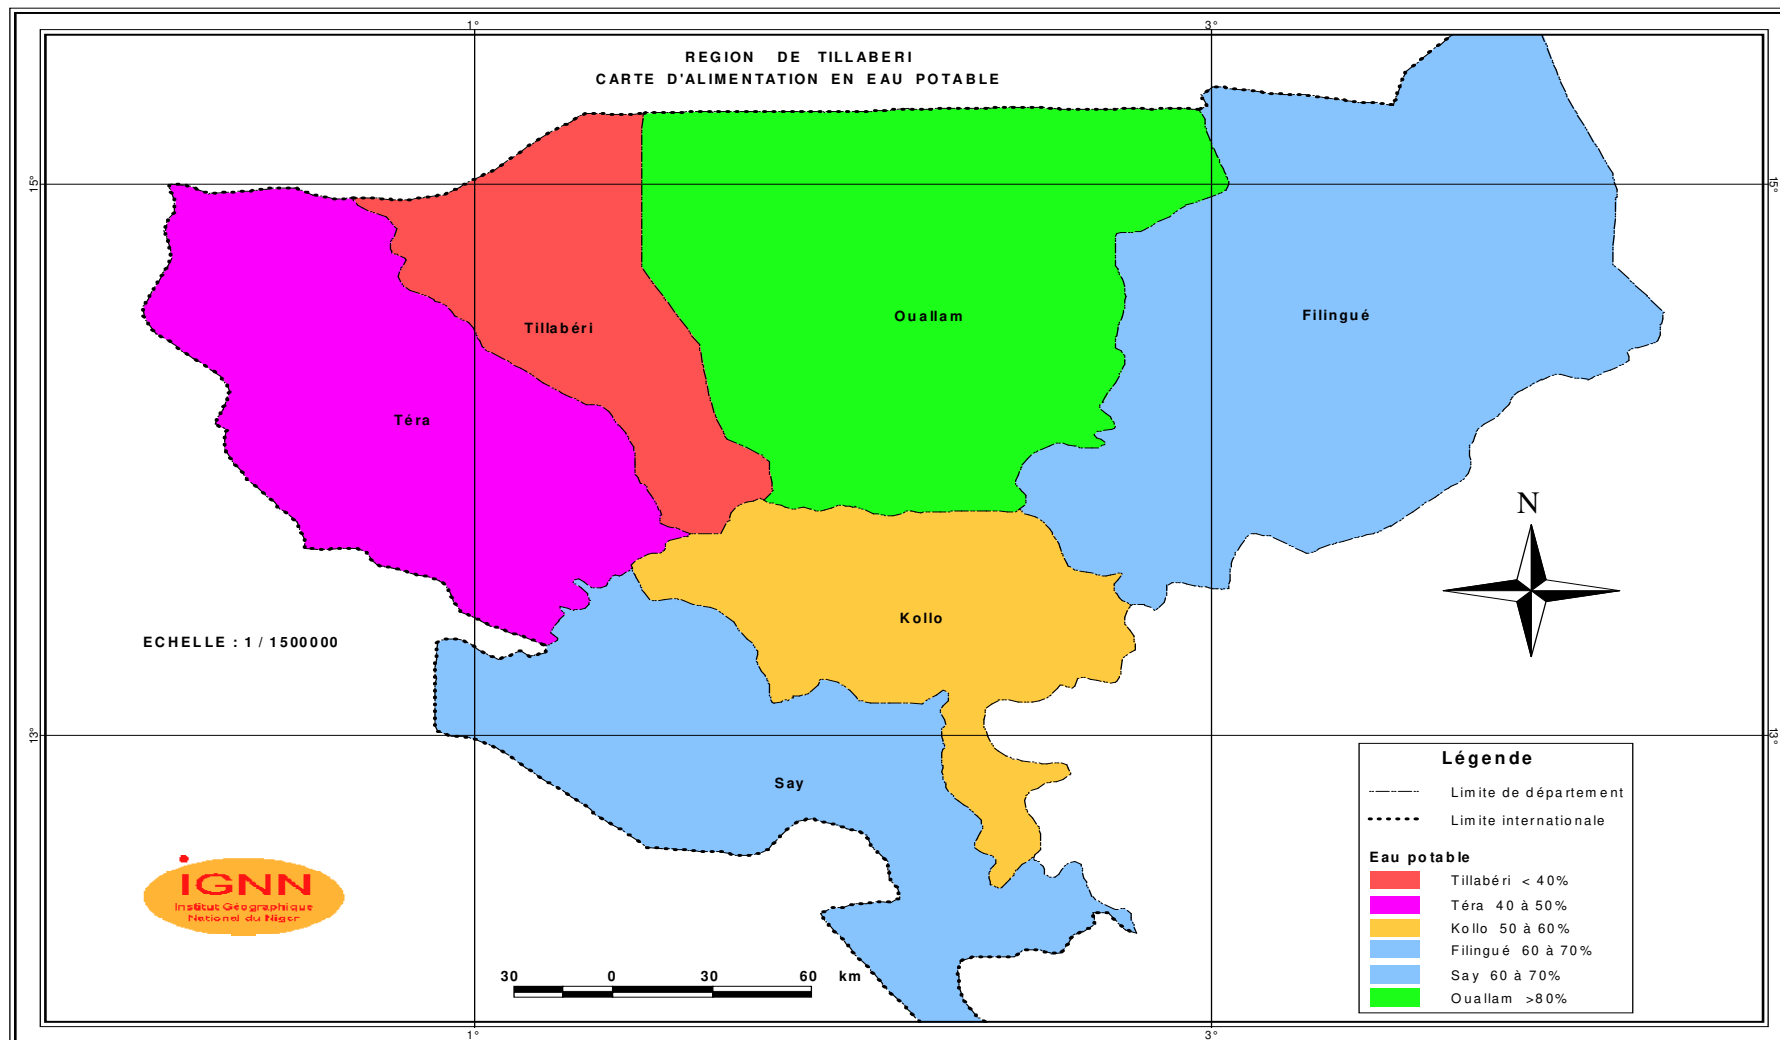 1°
3°
REGION DE TILLABERI
CARTE D'ALIMENTATION EN EAU POTABLE
15°
15°
Ouallam
Filingué
Tillabéri
Téra
N
Kollo
ECHELLE : 1 / 1500000
13°
13°
Say
Légende
Limite de département
Limite internationale
Eau potable
Tillabéri < 40%
Téra 40 à 50%
Kollo 50 à 60%
Filingué 60 à 70%
Say 60 à 70%
Ouallam >80%
iGNN
Institut Géographique
National du Niger
30 0 30 60 km
1°
3°